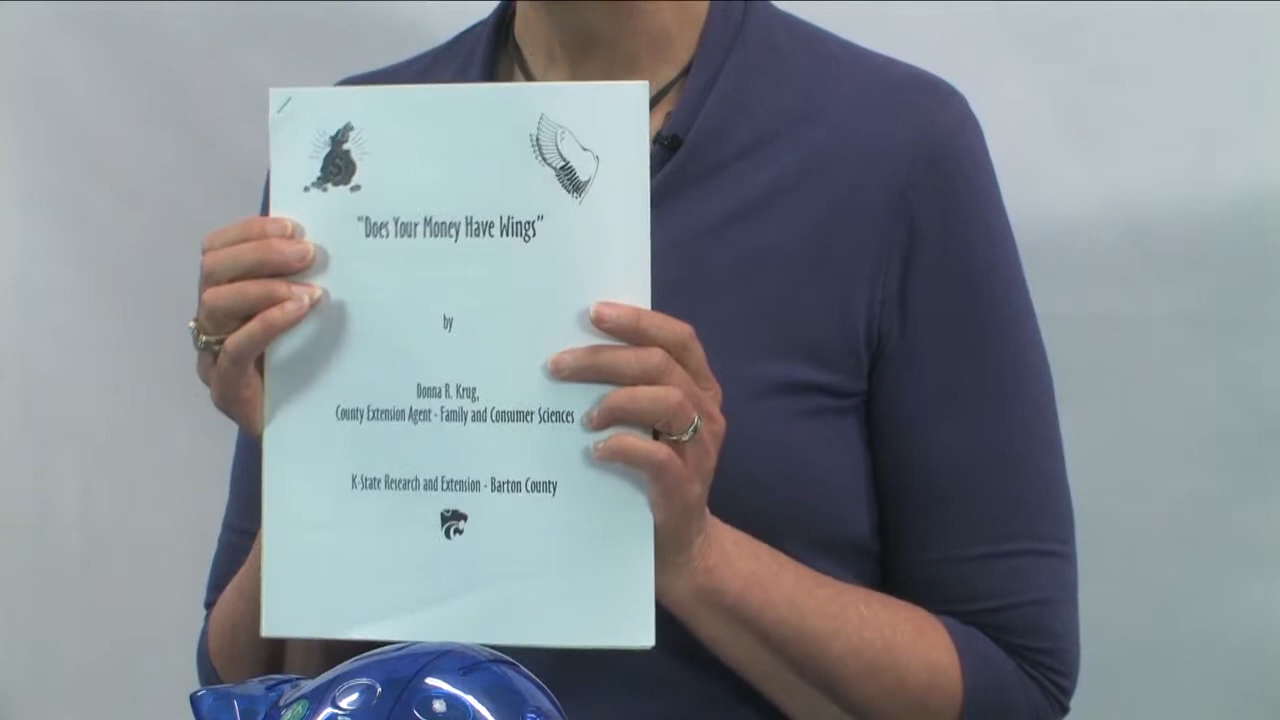 "Does Your Money Have Wings"
by
Donna R. Krug,
County Extension Agent - Family and Consumer Sciences
K-State Research and Extension - Barton County